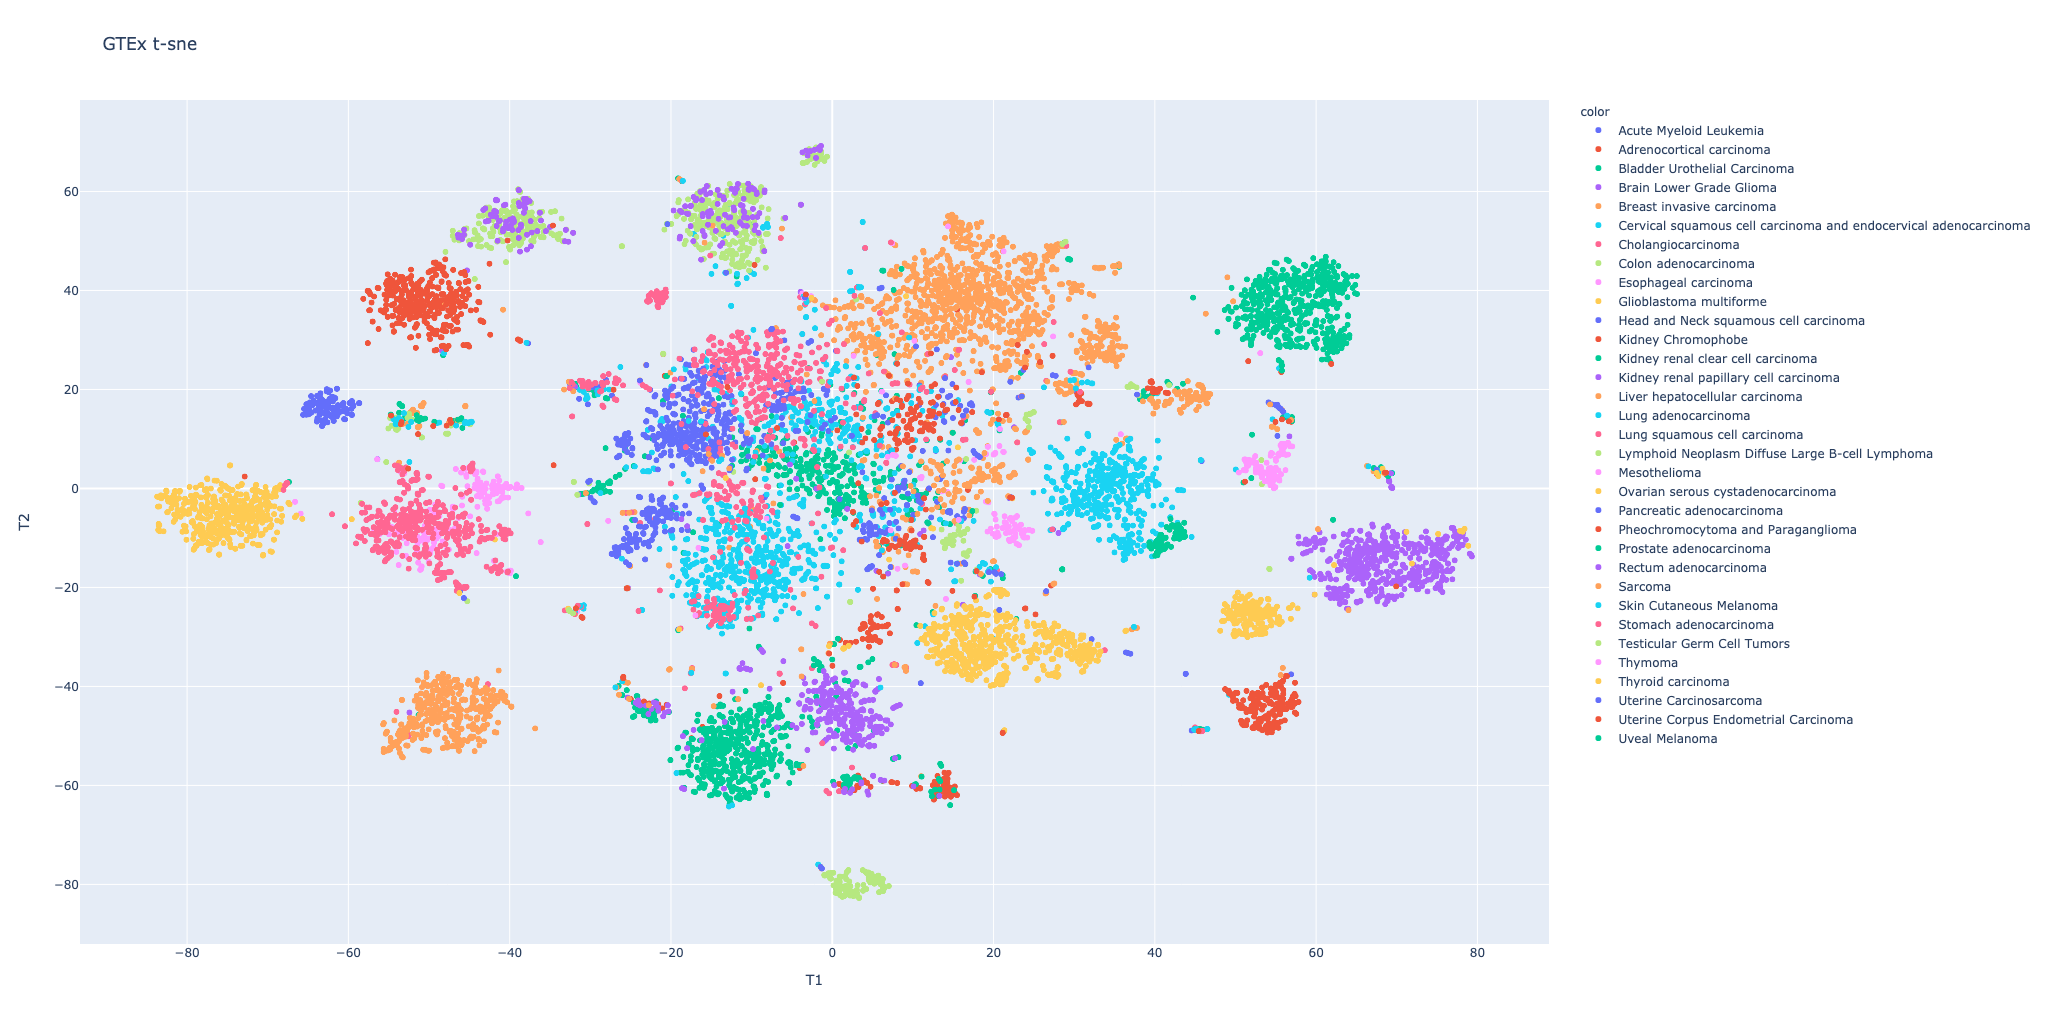 GTEx t-sne
color
Acute Myeloid Leukemia
Adrenocortical carcinoma
Bladder Urothelial Carcinoma
Brain Lower Grade Glioma
Breast invasive carcinoma
Cervical squamous cell carcinoma and endocervical adenocarcinoma
Cholangiocarcinoma
Colon adenocarcinoma
Esophageal carcinoma
Glioblastoma multiforme
Head and Neck squamous cell carcinoma
Kidney Chromophobe
Kidney renal clear cell carcinoma
Kidney renal papillary cell carcinoma
Liver hepatocellular carcinoma
Lung adenocarcinoma
Lung squamous cell carcinoma
Lymphoid Neoplasm Diffuse Large B-cell Lymphoma
Mesothelioma
Ovarian serous cystadenocarcinoma
Pancreatic adenocarcinoma
Pheochromocytoma and Paraganglioma
Prostate adenocarcinoma
Rectum adenocarcinoma
Sarcoma
Skin Cutaneous Melanoma
Stomach adenocarcinoma
Testicular Germ Cell Tumors
Thymoma
Thyroid carcinoma
Uterine Carcinosarcoma
Uterine Corpus Endometrial Carcinoma
Uveal Melanoma
60
40
20
0
−20
−40
−60
−80
T2
−80 −60 −40 −20 0 20 40 60 80
T1